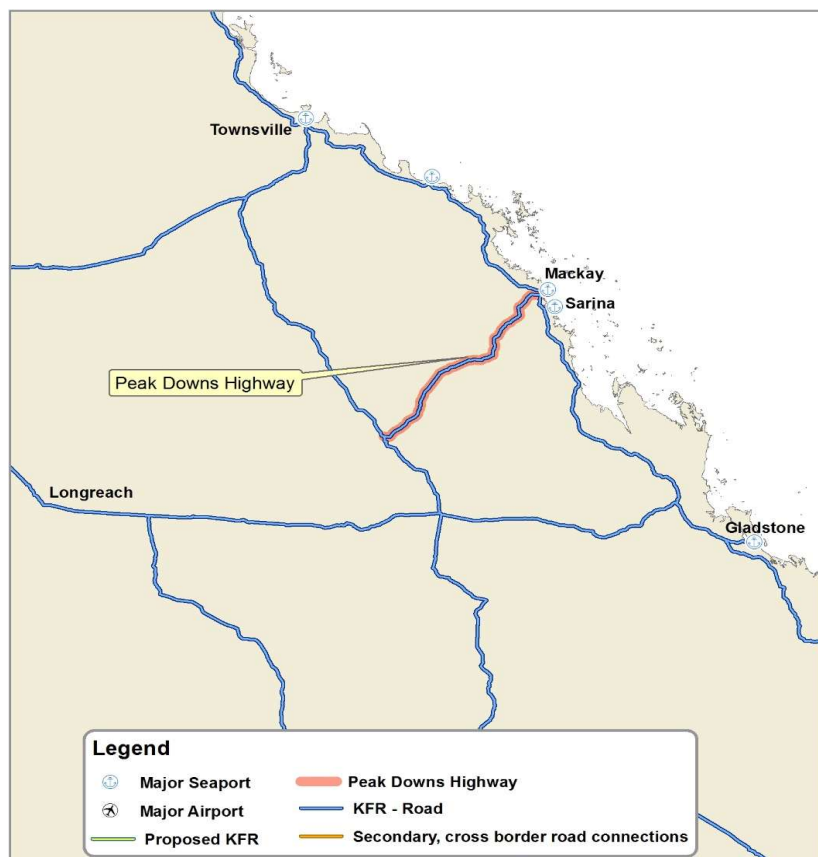 Townsville
Mackay
Sarina
Peak Downs Highway
Longreach
Gladstone
Legend
Major Seaport
Peak Downs Highway
Major Airport
KFR - Road
Proposed KFR
Secondary, cross border road connections